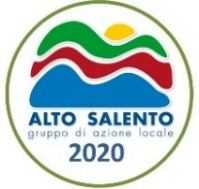 ALTO SALENTO
gruppo di azione locale
2020